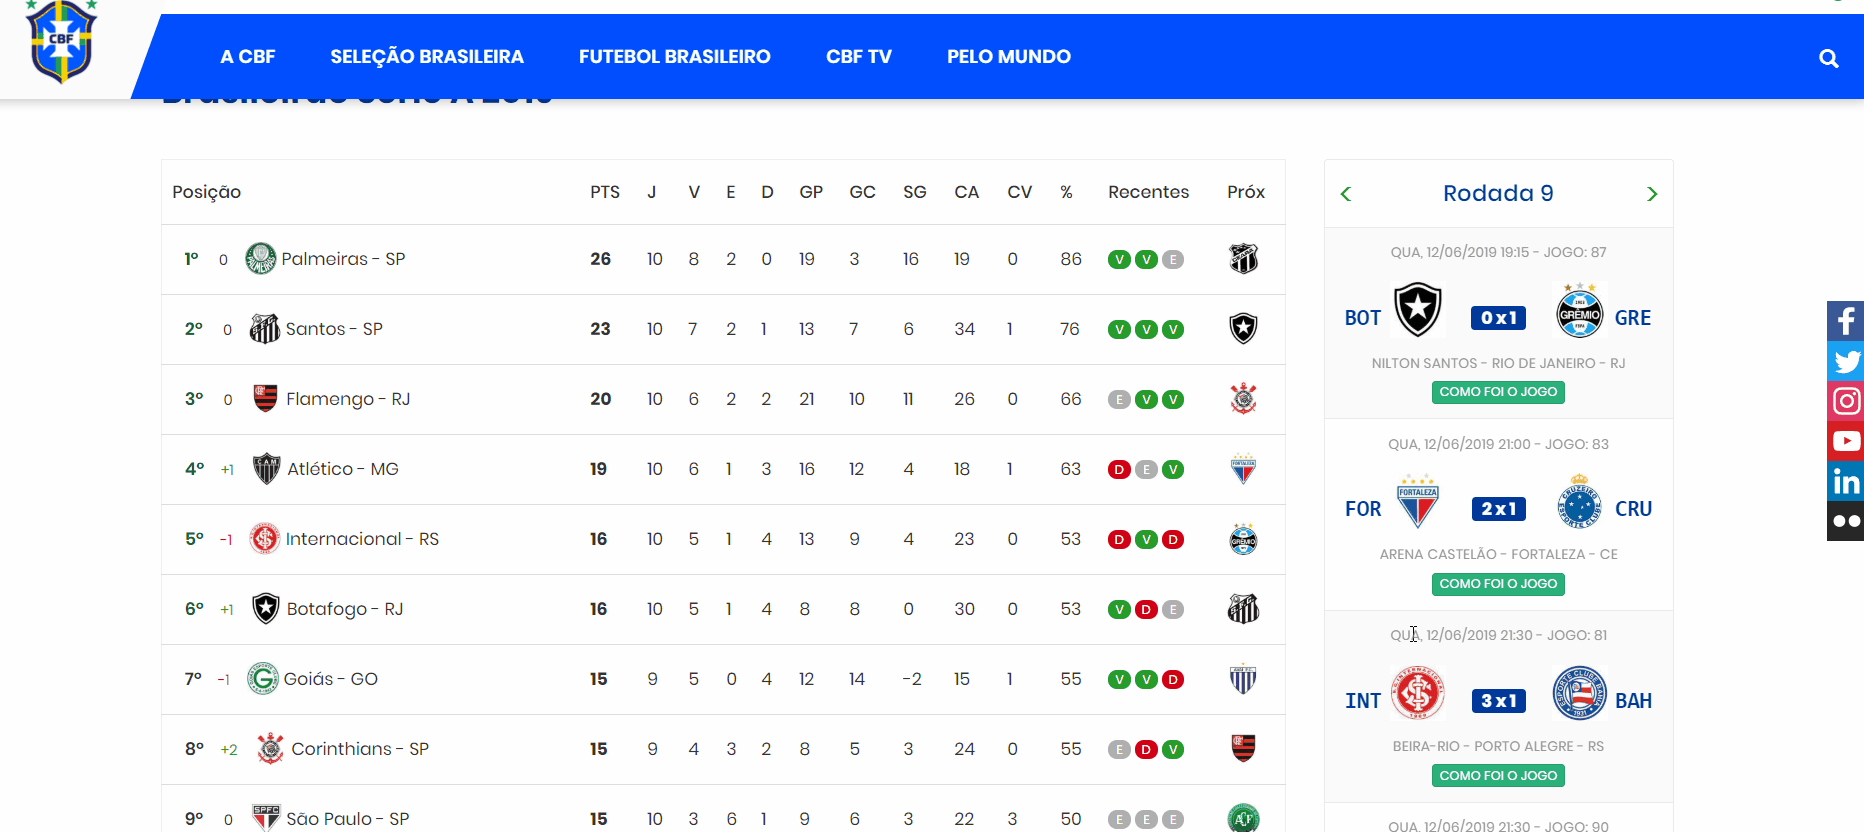 CBF
A CBF SELEÇÃO BRASILEIRA FUTEBOL BRASILEIRO CBF TV PELO MUNDO
Brasileirão Série A 2019
Posição PTS J V E D GP GC SG CA CV % Recentes Próx
1º 0 Palmeiras - SP 26 10 8 2 0 19 3 16 19 0 86 V V E
2º 0 Santos - SP 23 10 7 2 1 13 7 6 34 1 76 V V V
3º 0 Flamengo - RJ 20 10 6 2 2 21 10 11 26 0 66 E V V
4º +1 Atlético - MG 19 10 6 1 3 16 12 4 18 1 63 D E V
5º -1 Internacional - RS 16 10 5 1 4 13 9 4 23 0 53 D V D
6º +1 Botafogo - RJ 16 10 5 1 4 8 8 0 30 0 53 V D E
7º -1 Goiás - GO 15 9 5 0 4 12 14 -2 15 1 55 V V D
8º +2 Corinthians - SP 15 9 4 3 2 8 5 3 24 0 55 E D V
9º 0 São Paulo - SP 15 10 3 6 1 9 6 3 22 3 50 E E E
Rodada 9
QUA, 12/06/2019 19:15 - JOGO: 87
BOT 0 x 1 GRÊMIO GRE
NILTON SANTOS - RIO DE JANEIRO - RJ
COMO FOI O JOGO
QUA, 12/06/2019 21:00 - JOGO: 83
FOR FORTALEZA 2 x 1 CRU
ARENA CASTELÃO - FORTALEZA - CE
COMO FOI O JOGO
QUA, 12/06/2019 21:30 - JOGO: 81
INT 3 x 1 BAH
BEIRA-RIO - PORTO ALEGRE - RS
COMO FOI O JOGO
QUA, 12/06/2019 21:30 - JOGO: 90